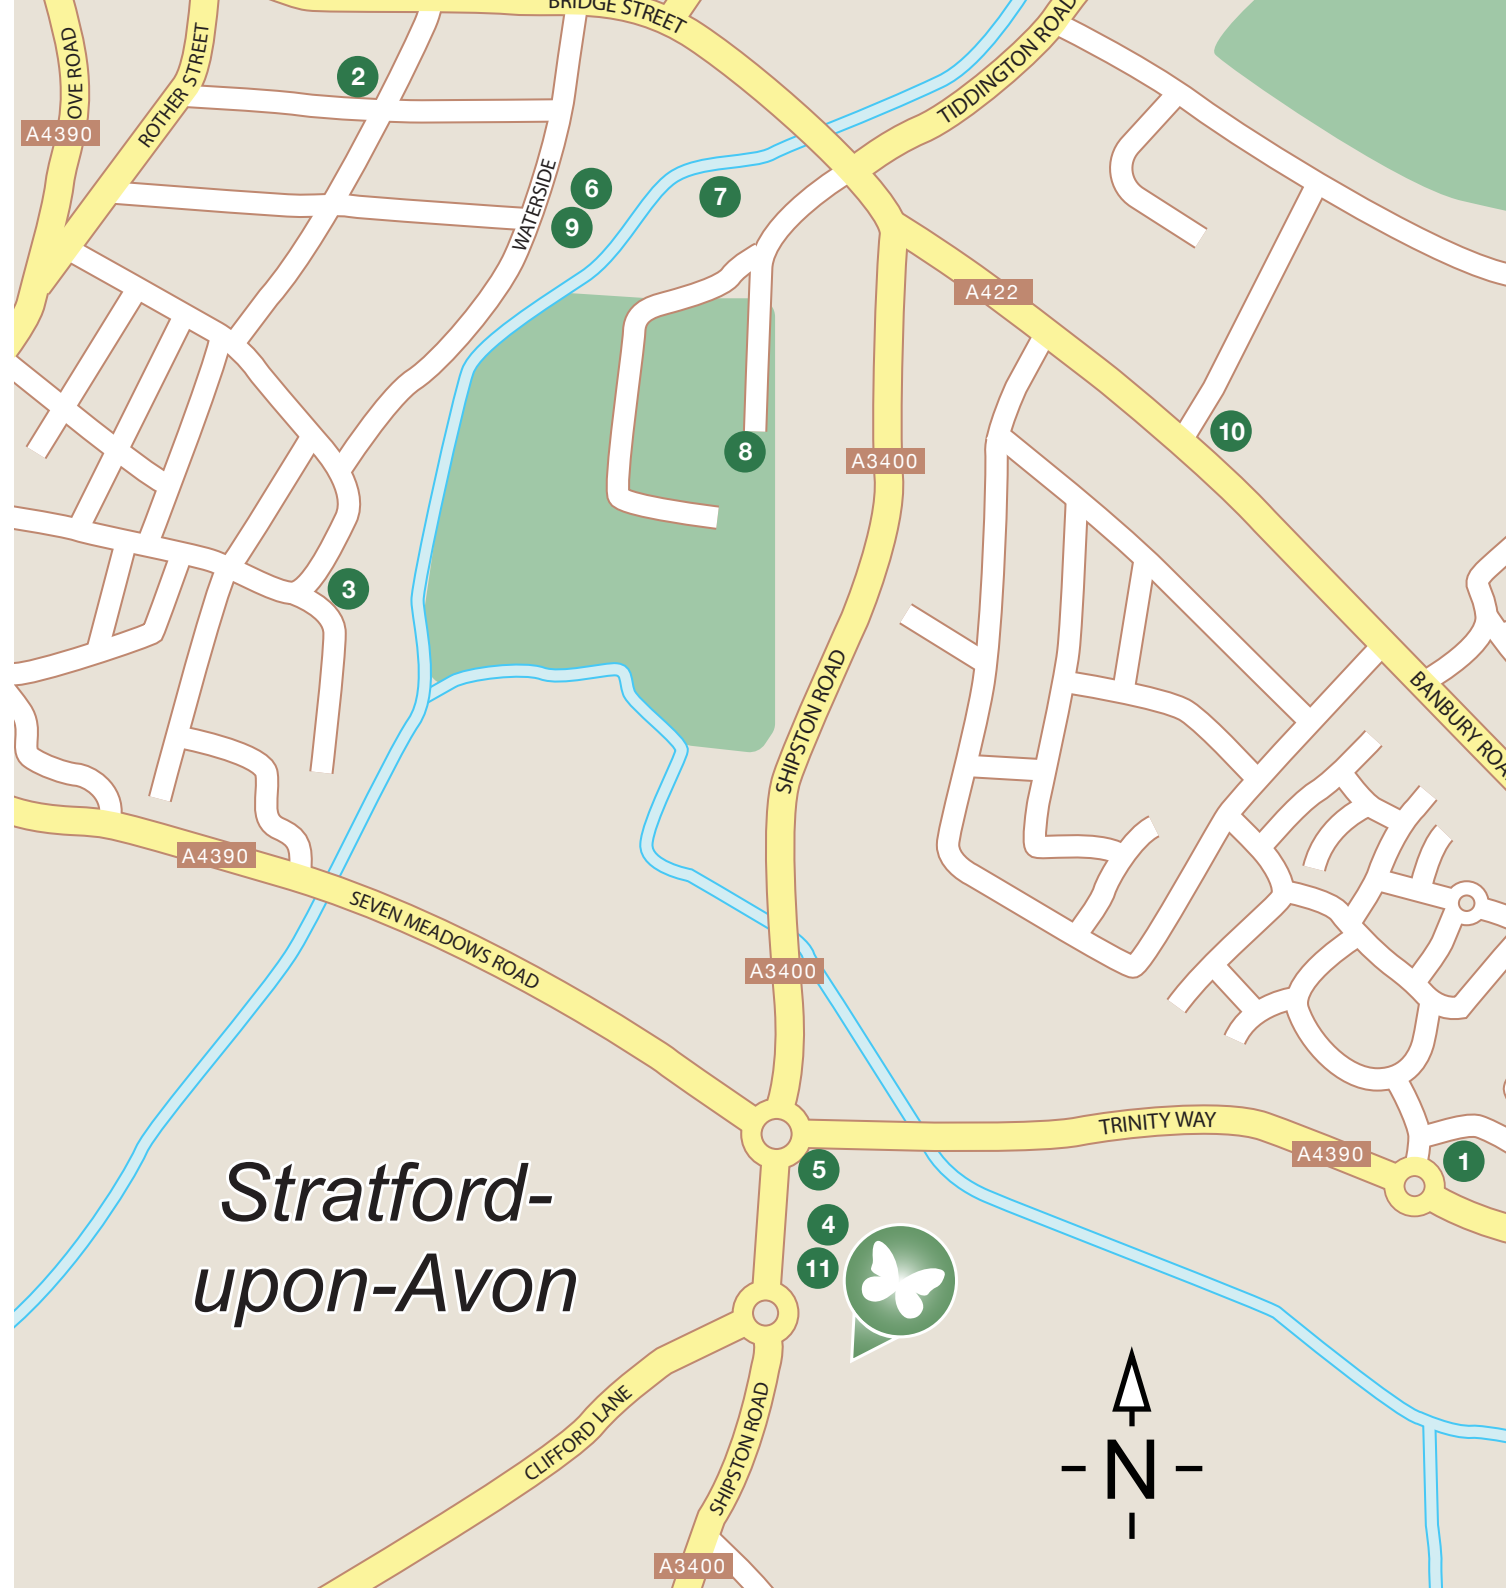 BRIDGE STREET
OVE ROAD
ROTHER STREET
TIDDINGTON ROAD
2
A4390
WATERSIDE
6
7
9
A422
10
8
A3400
3
SHIPSTON ROAD
BANBURY ROA
A4390
SEVEN MEADOWS ROAD
A3400
TRINITY WAY
A4390
1
5
Stratford-
upon-Avon
4
11
CLIFFORD LANE
SHIPSTON ROAD
N
A3400